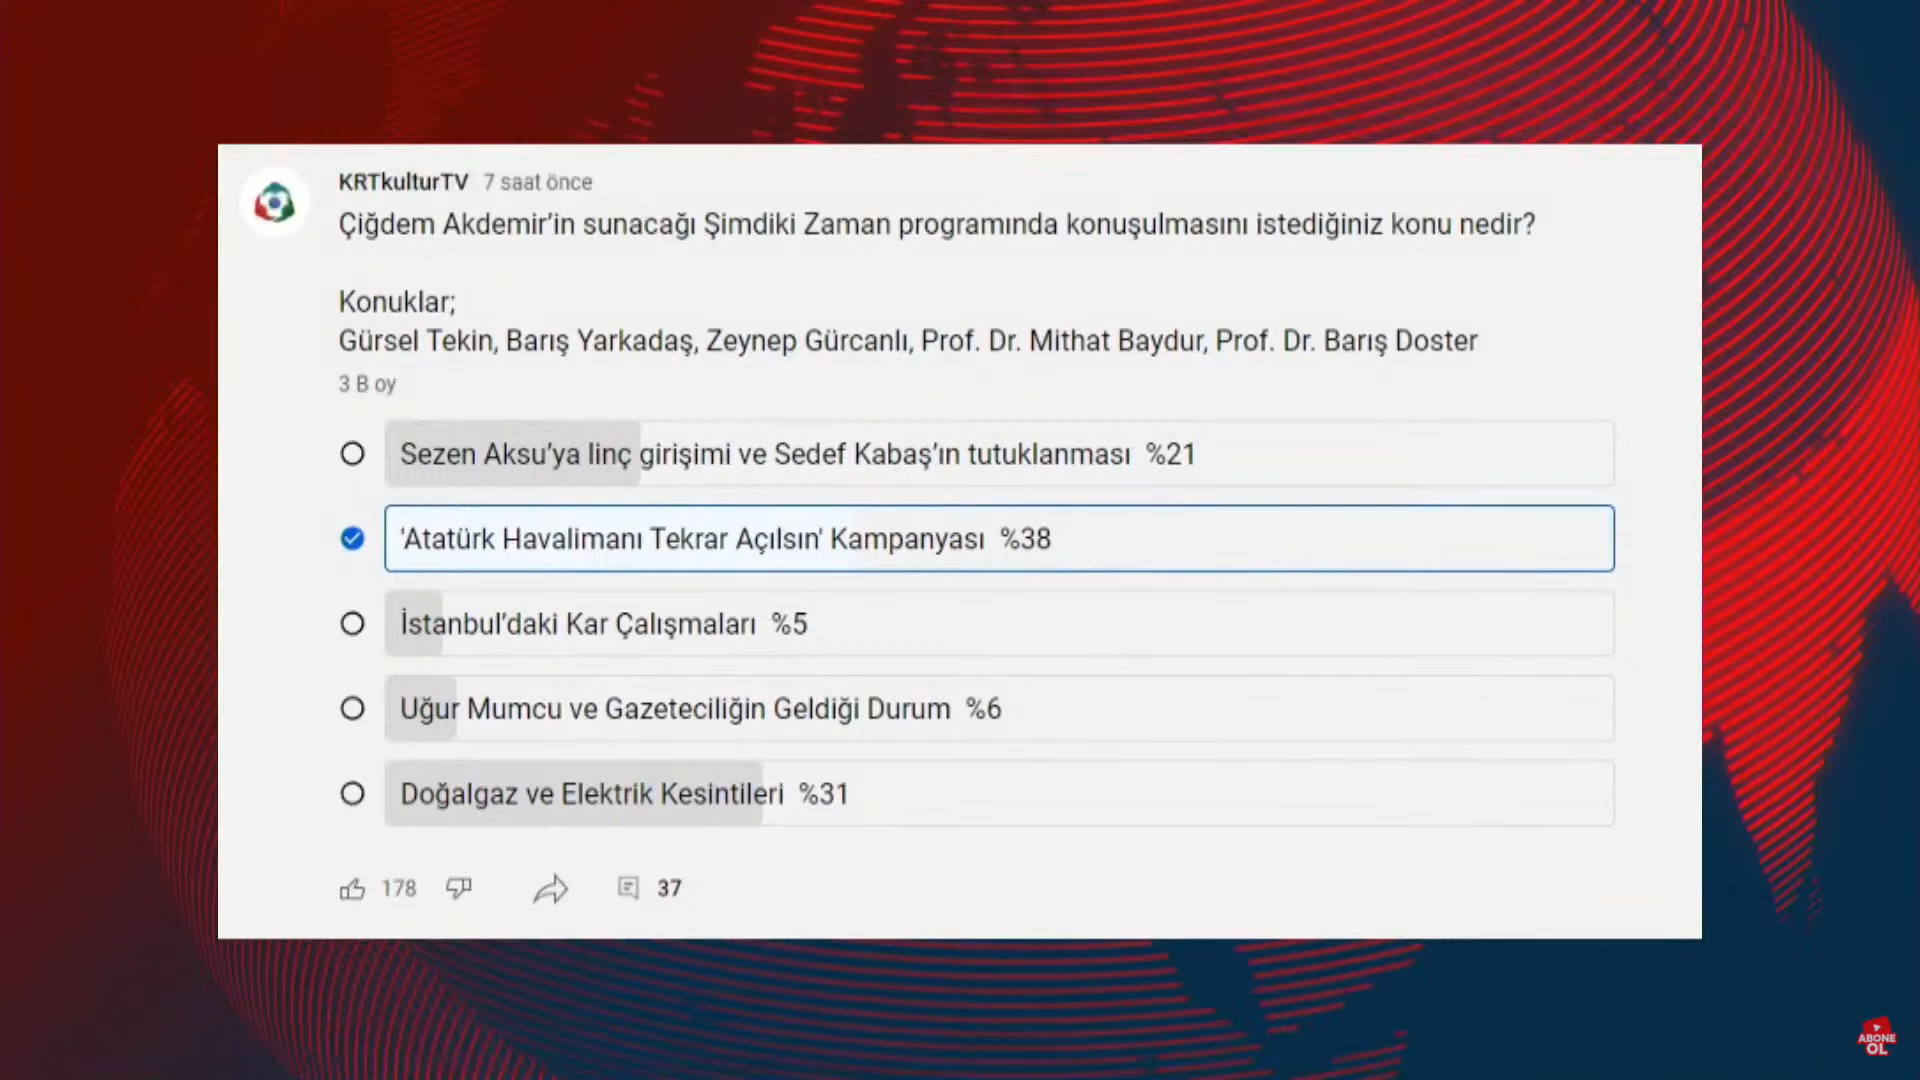 KRTkulturTV 7 saat önce
Çiğdem Akdemir'in sunacağı Şimdiki Zaman programında konuşulmasını istediğiniz konu nedir?
Konuklar;
Gürsel Tekin, Barış Yarkadaş, Zeynep Gürcanlı, Prof. Dr. Mithat Baydur, Prof. Dr. Barış Doster
3 B oy
Sezen Aksu'ya linç girişimi ve Sedef Kabaş'ın tutuklanması %21
'Atatürk Havalimanı Tekrar Açılsın' Kampanyası %38
İstanbul'daki Kar Çalışmaları %5
Uğur Mumcu ve Gazeteciliğin Geldiği Durum %6
Doğalgaz ve Elektrik Kesintileri %31
178 37
ABONE
OL